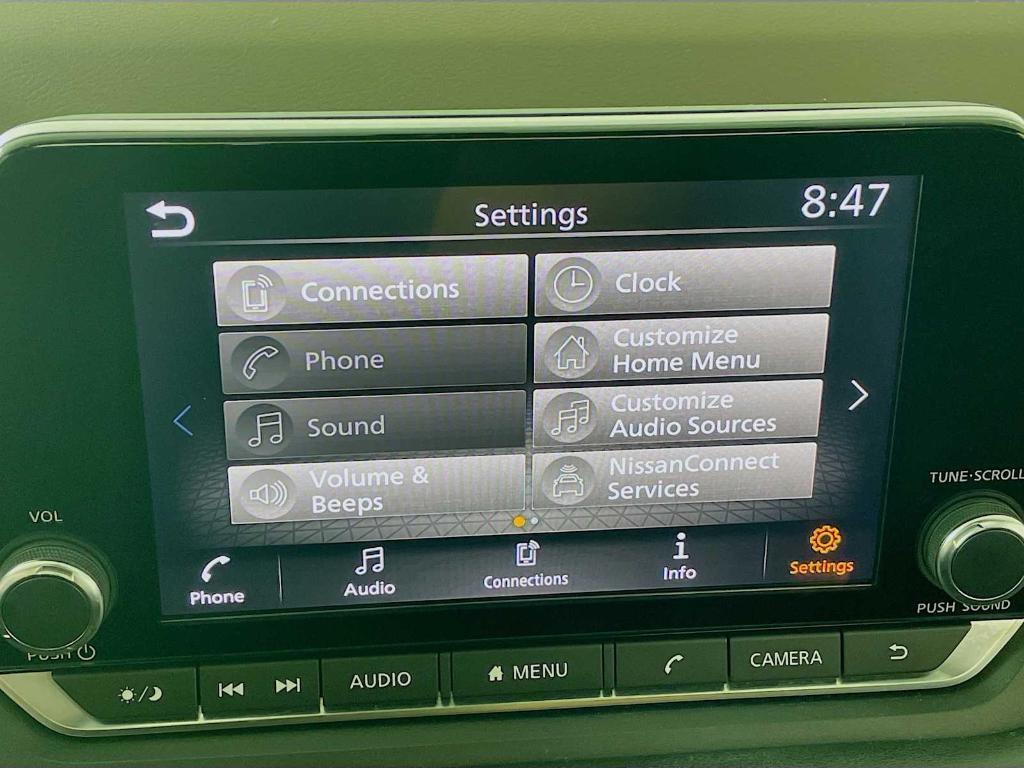 Settings
8:47
Connections
Clock
Phone
Customize
Home Menu
Sound
Customize
Audio Sources
Volume &
Beeps
NissanConnect
Services
Phone
Audio
Connections
Info
Settings
VOL
PUSH
TUNE·SCROLL
PUSH SOUND
AUDIO
MENU
CAMERA